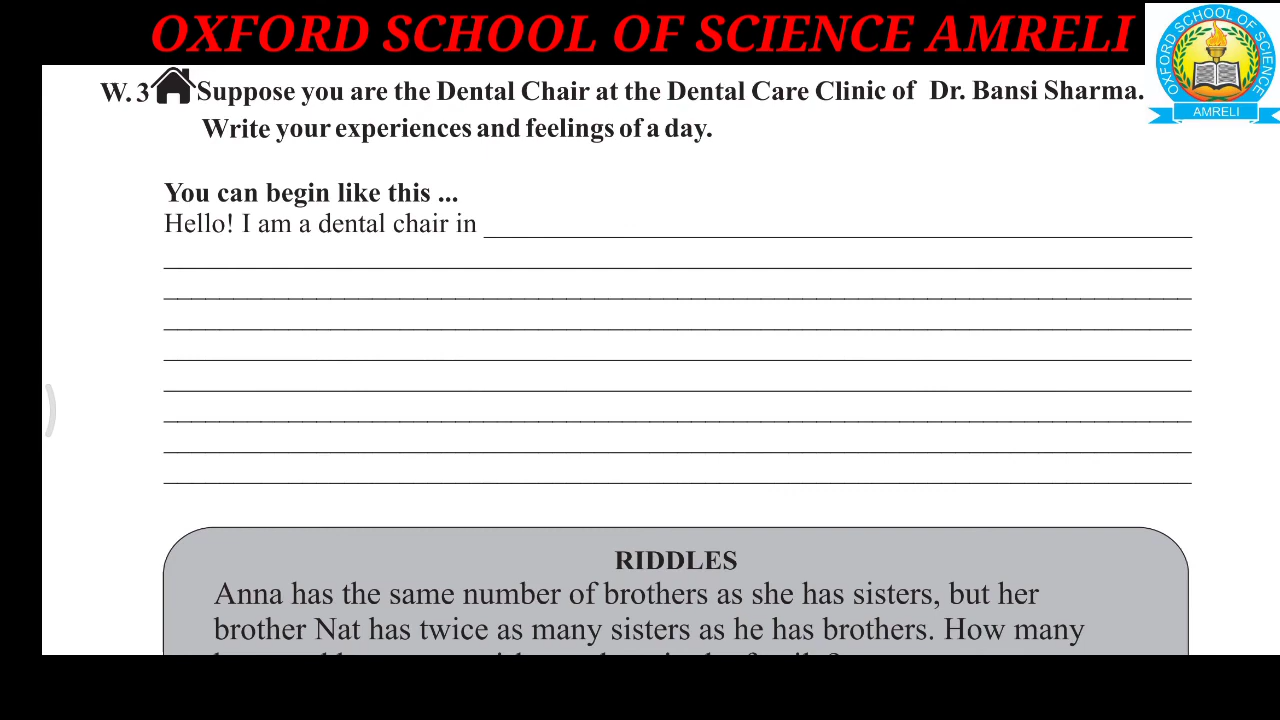 OXFORD SCHOOL OF SCIENCE AMRELI
OXFORD SCHOOL OF SCIENCE
AMRELI
W. 3 Suppose you are the Dental Chair at the Dental Care Clinic of Dr. Bansi Sharma.
Write your experiences and feelings of a day.
You can begin like this ...
Hello! I am a dental chair in
RIDDLES
Anna has the same number of brothers as she has sisters, but her
brother Nat has twice as many sisters as he has brothers. How many